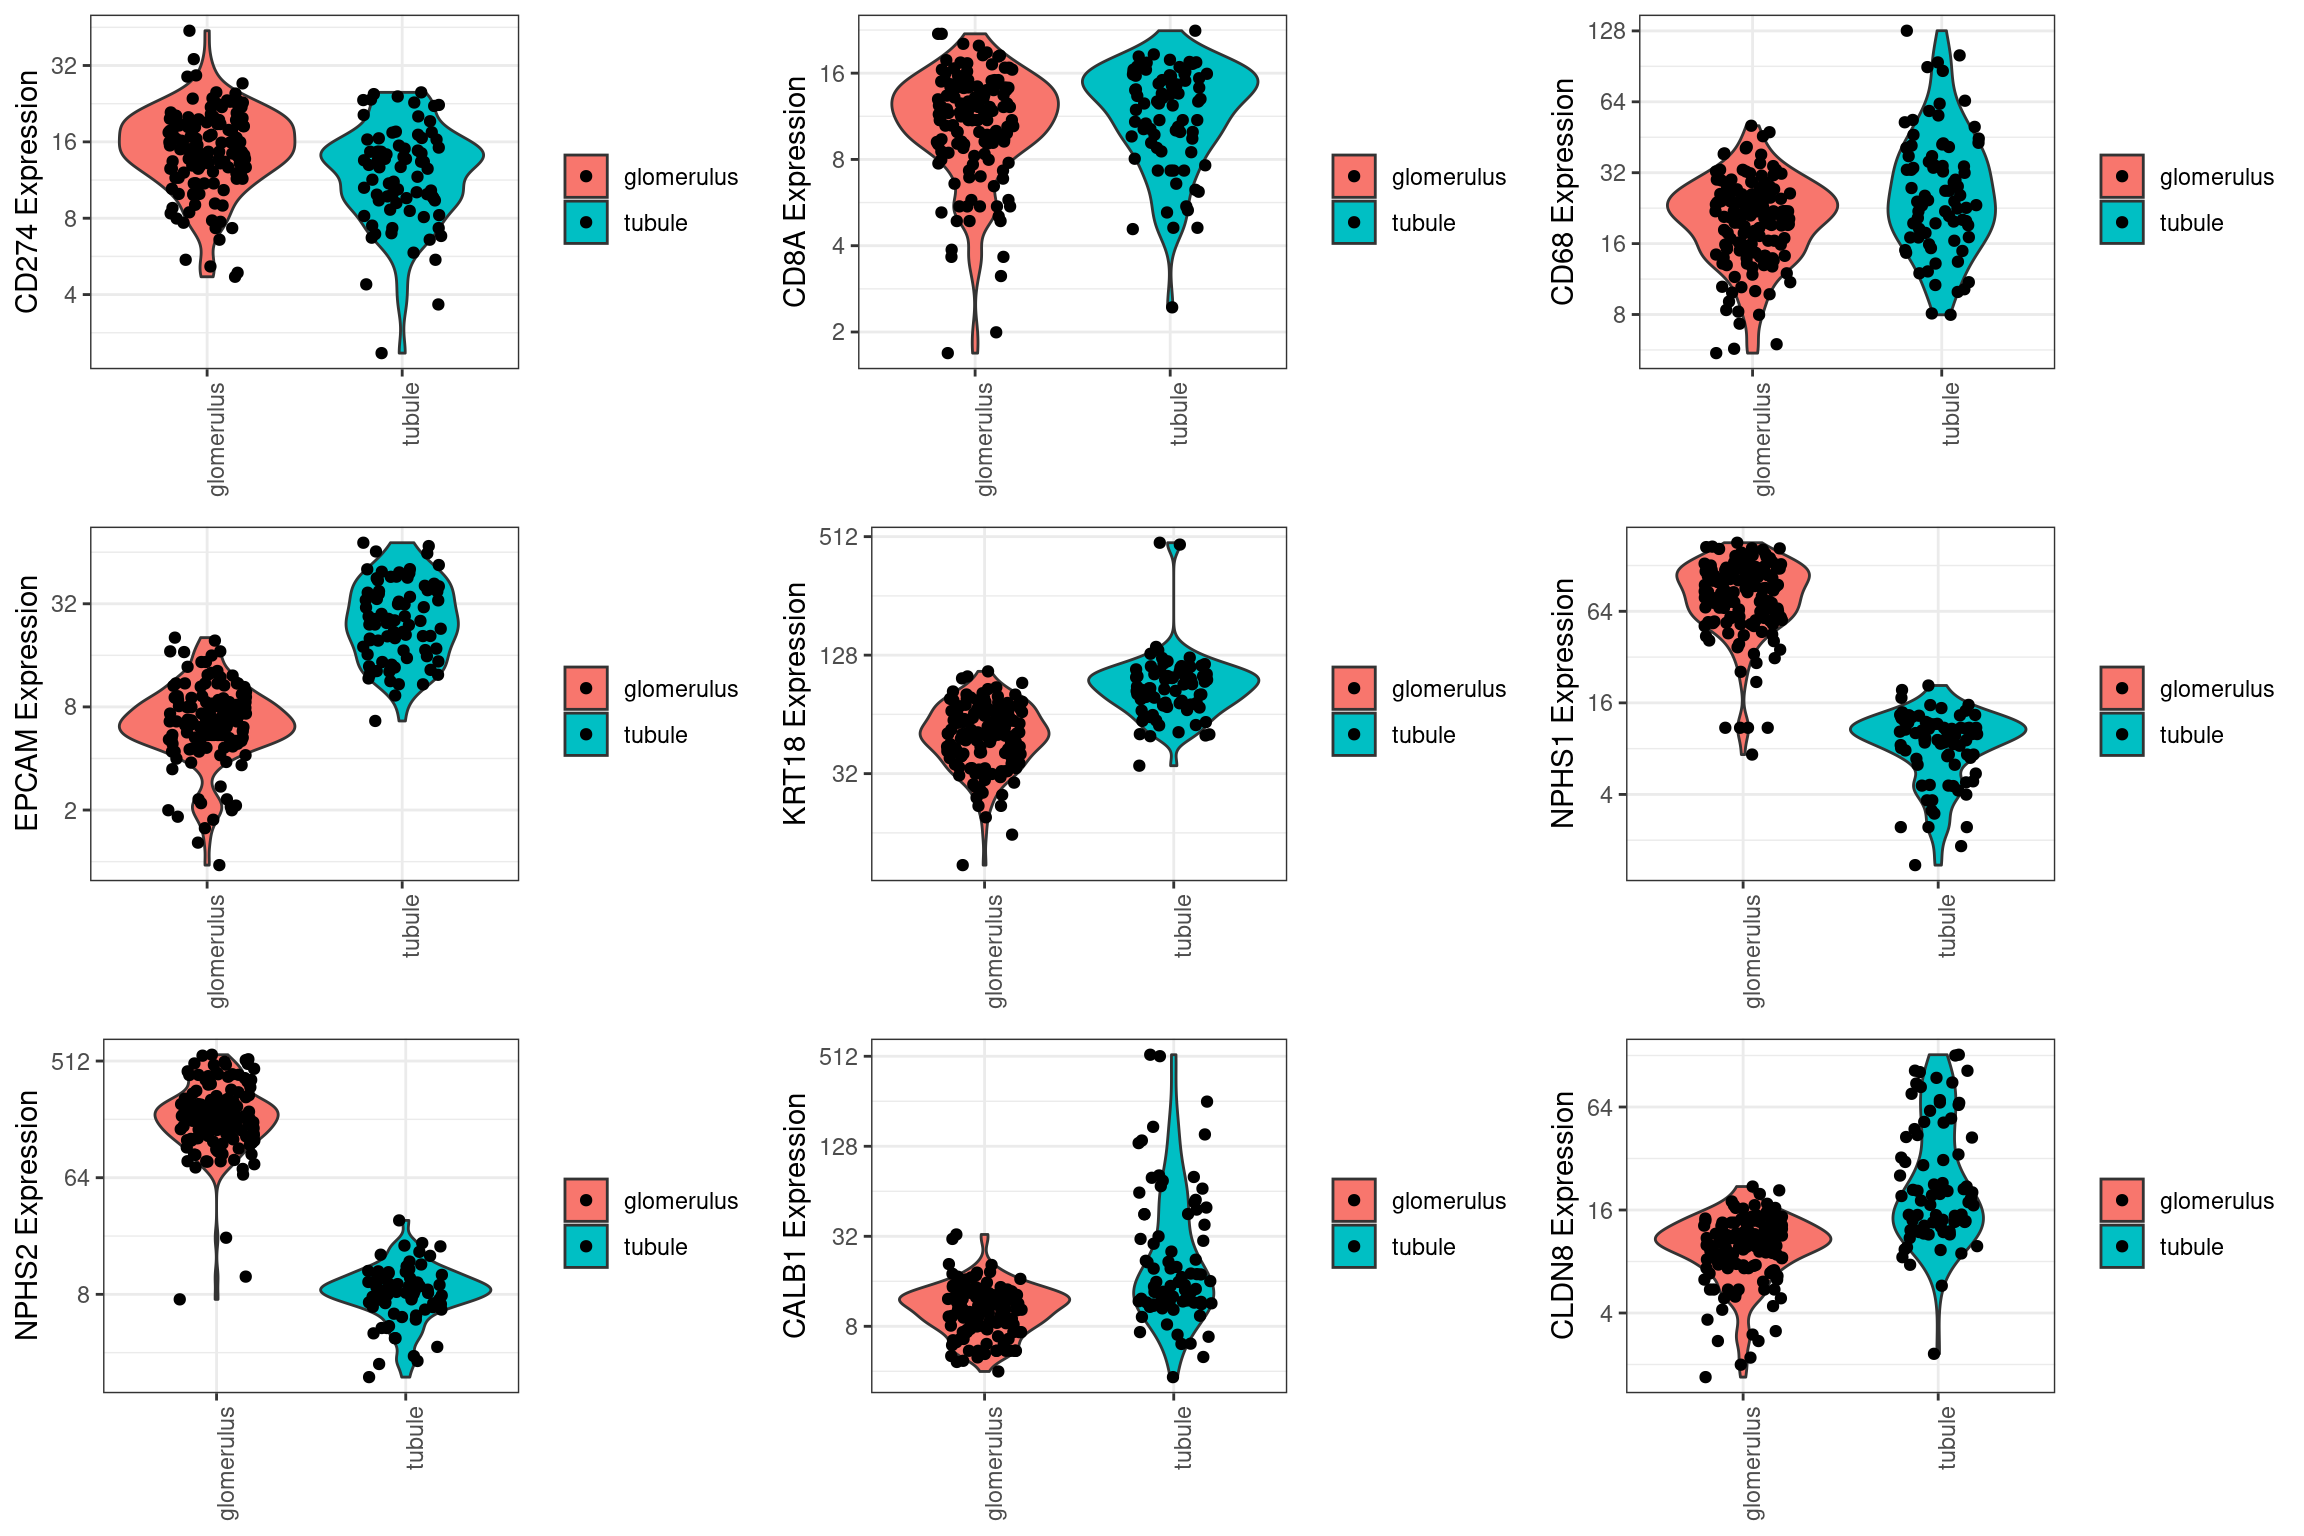 CD274 Expression
32
16
8
4
glomerulus
tubule
glomerulus
tubule
CD8A Expression
16
8
4
2
glomerulus
tubule
glomerulus
tubule
CD68 Expression
128
64
32
16
8
glomerulus
tubule
glomerulus
tubule
EPCAM Expression
32
8
2
glomerulus
tubule
glomerulus
tubule
KRT18 Expression
512
128
32
glomerulus
tubule
glomerulus
tubule
NPHS1 Expression
64
16
4
glomerulus
tubule
glomerulus
tubule
NPHS2 Expression
512
64
8
glomerulus
tubule
glomerulus
tubule
CALB1 Expression
512
128
32
8
glomerulus
tubule
glomerulus
tubule
CLDN8 Expression
64
16
4
glomerulus
tubule
glomerulus
tubule